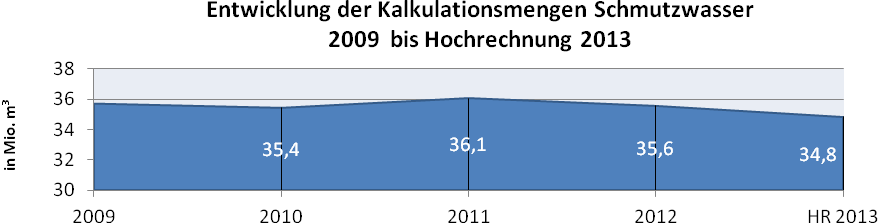 Entwicklung der Kalkulationsmengen Schmutzwasser
2009 bis Hochrechnung 2013
in Mio. m³
38
36
34
32
30
35,4
36,1
35,6
34,8
2009 2010 2011 2012 HR 2013